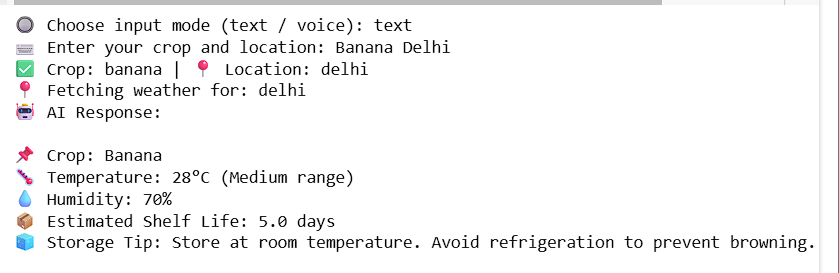 🔘 Choose input mode (text / voice): text
⌨️ Enter your crop and location: Banana Delhi
✅ Crop: banana | 📍 Location: delhi
📍 Fetching weather for: delhi
🤖 AI Response:
📌 Crop: Banana
🌡️ Temperature: 28°C (Medium range)
💧 Humidity: 70%
📦 Estimated Shelf Life: 5.0 days
🧊 Storage Tip: Store at room temperature. Avoid refrigeration to prevent browning.